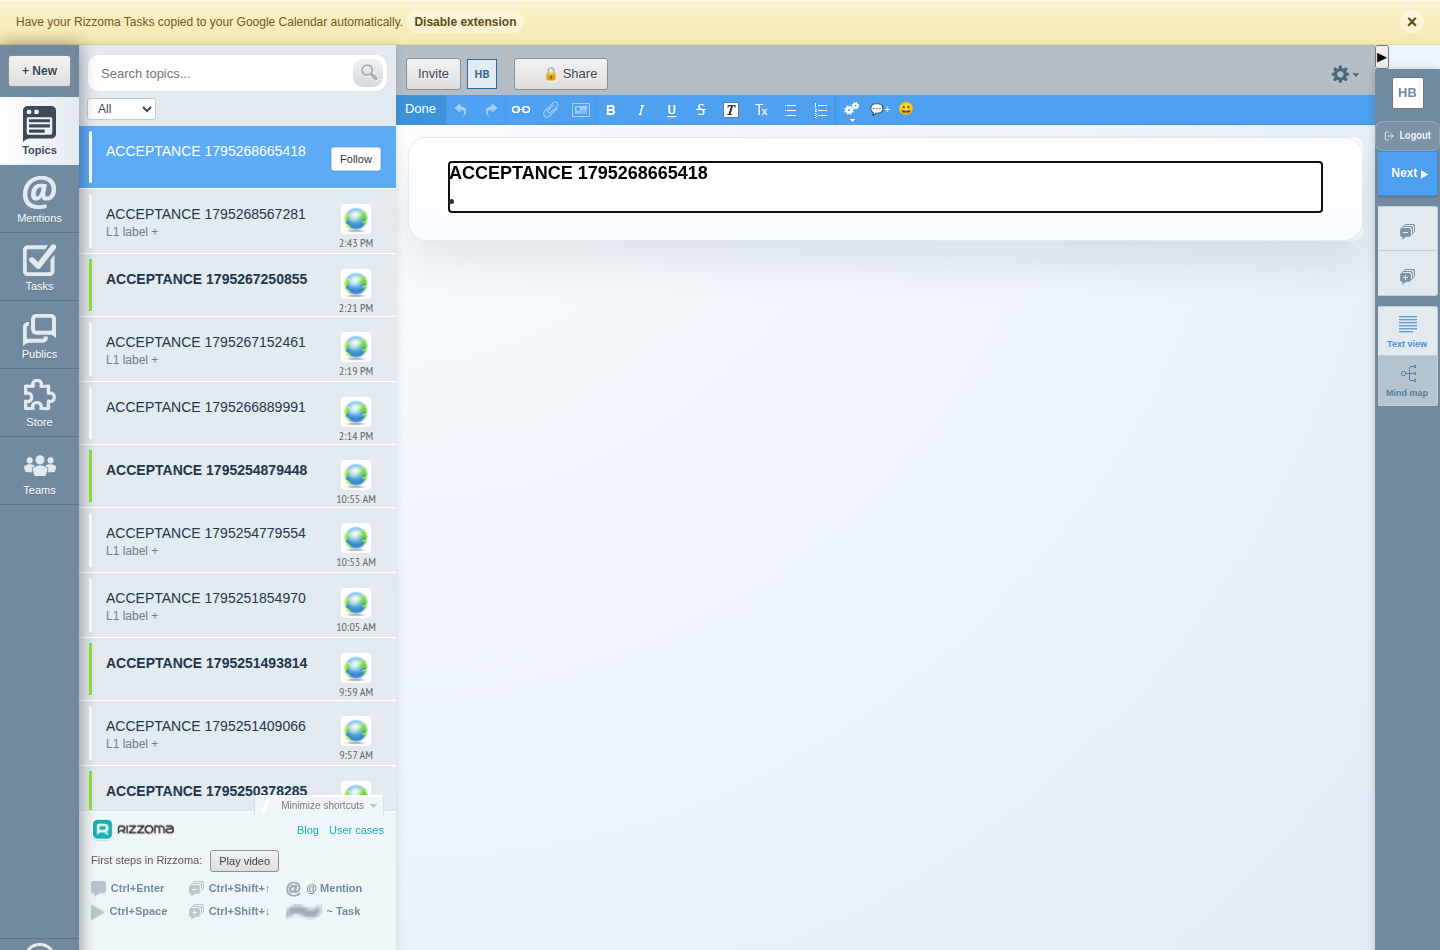 Have your Rizzoma Tasks copied to your Google Calendar automatically. Disable extension ✕
+ New
Search topics...
All
Topics
Mentions
Tasks
Publics
Store
Teams
ACCEPTANCE 1795268665418
Follow
ACCEPTANCE 1795268567281
L1 label +
2:43 PM
ACCEPTANCE 1795267250855
2:21 PM
ACCEPTANCE 1795267152461
L1 label +
2:19 PM
ACCEPTANCE 1795266889991
2:14 PM
ACCEPTANCE 1795254879448
10:55 AM
ACCEPTANCE 1795254779554
L1 label +
10:53 AM
ACCEPTANCE 1795251854970
L1 label +
10:05 AM
ACCEPTANCE 1795251493814
9:59 AM
ACCEPTANCE 1795251409066
L1 label +
9:57 AM
ACCEPTANCE 1795250378285
Minimize shortcuts
RIZZOMA
Blog User cases
First steps in Rizzoma: Play video
Ctrl+Enter Ctrl+Shift+↑ @ @ Mention
Ctrl+Space Ctrl+Shift+↓ ~ Task
Invite HB 🔒 Share
Done B I U S T Tx 💬+ 😀
ACCEPTANCE 1795268665418
•
▶
HB
Logout
Next ▶
Text view
Mind map